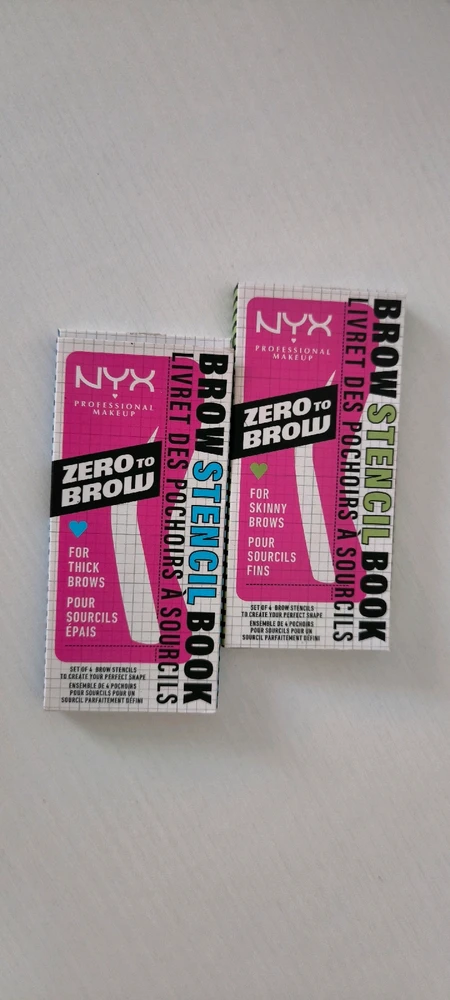 NYX
PROFESSIONAL
MAKEUP
ZERO TO
BROW
FOR
THICK
BROWS
POUR
SOURCILS
ÉPAIS
SET OF 4 BROW STENCILS
TO CREATE YOUR PERFECT SHAPE
ENSEMBLE DE 4 POCHOIRS
POUR SOURCILS POUR UN
SOURCIL PARFAITEMENT DÉFINI
BROW STENCIL BOOK
LIVRET DES POCHOIRS À SOURCILS
NYX
PROFESSIONAL
MAKEUP
ZERO TO
BROW
FOR
SKINNY
BROWS
POUR
SOURCILS
FINS
SET OF 4 BROW STENCILS
TO CREATE YOUR PERFECT SHAPE
ENSEMBLE DE 4 POCHOIRS
POUR SOURCILS POUR UN
SOURCIL PARFAITEMENT DÉFINI
BROW STENCIL BOOK
LIVRET DES POCHOIRS À SOURCILS